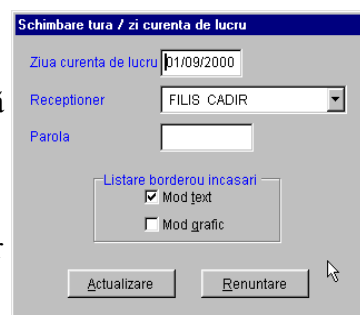 Schimbare tura / zi curenta de lucru
Ziua curenta de lucru 01/09/2000
Receptioner FILIS CADIR
Parola
Listare borderou incasari
Mod text
Mod grafic
Actualizare Renuntare